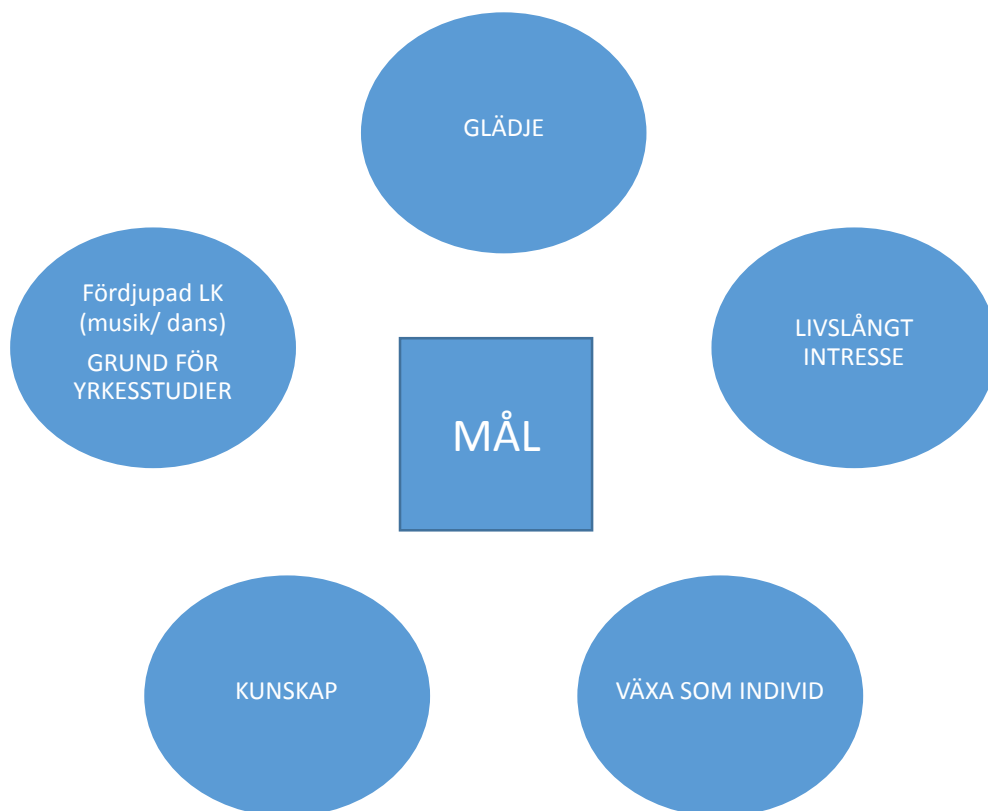 GLÄDJE
Fördjupad LK
(musik/ dans)
GRUND FÖR
YRKESSTUDIER
LIVSLÅNGT
INTRESSE
MÅL
KUNSKAP
VÄXA SOM INDIVID